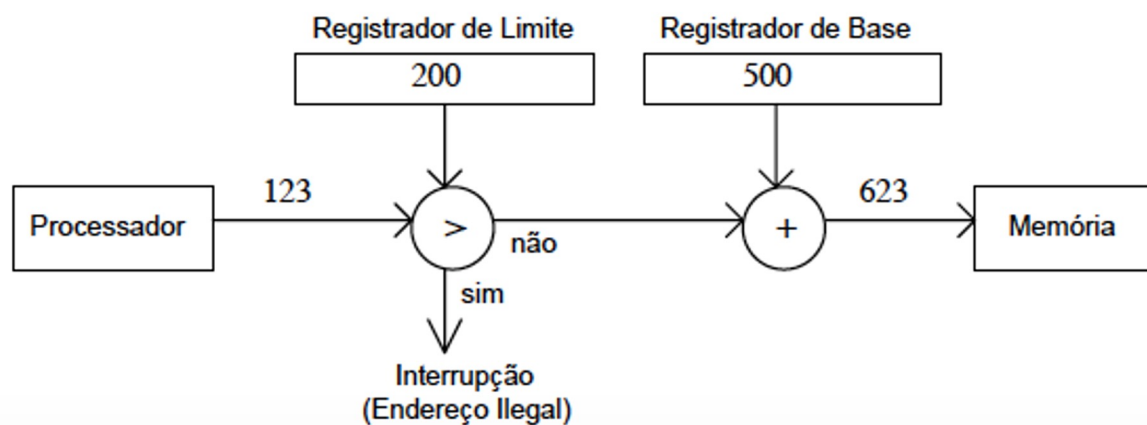 Registrador de Limite
Registrador de Base
200
500
123
623
Processador
>
não
+
Memória
sim
Interrupção
(Endereço Ilegal)